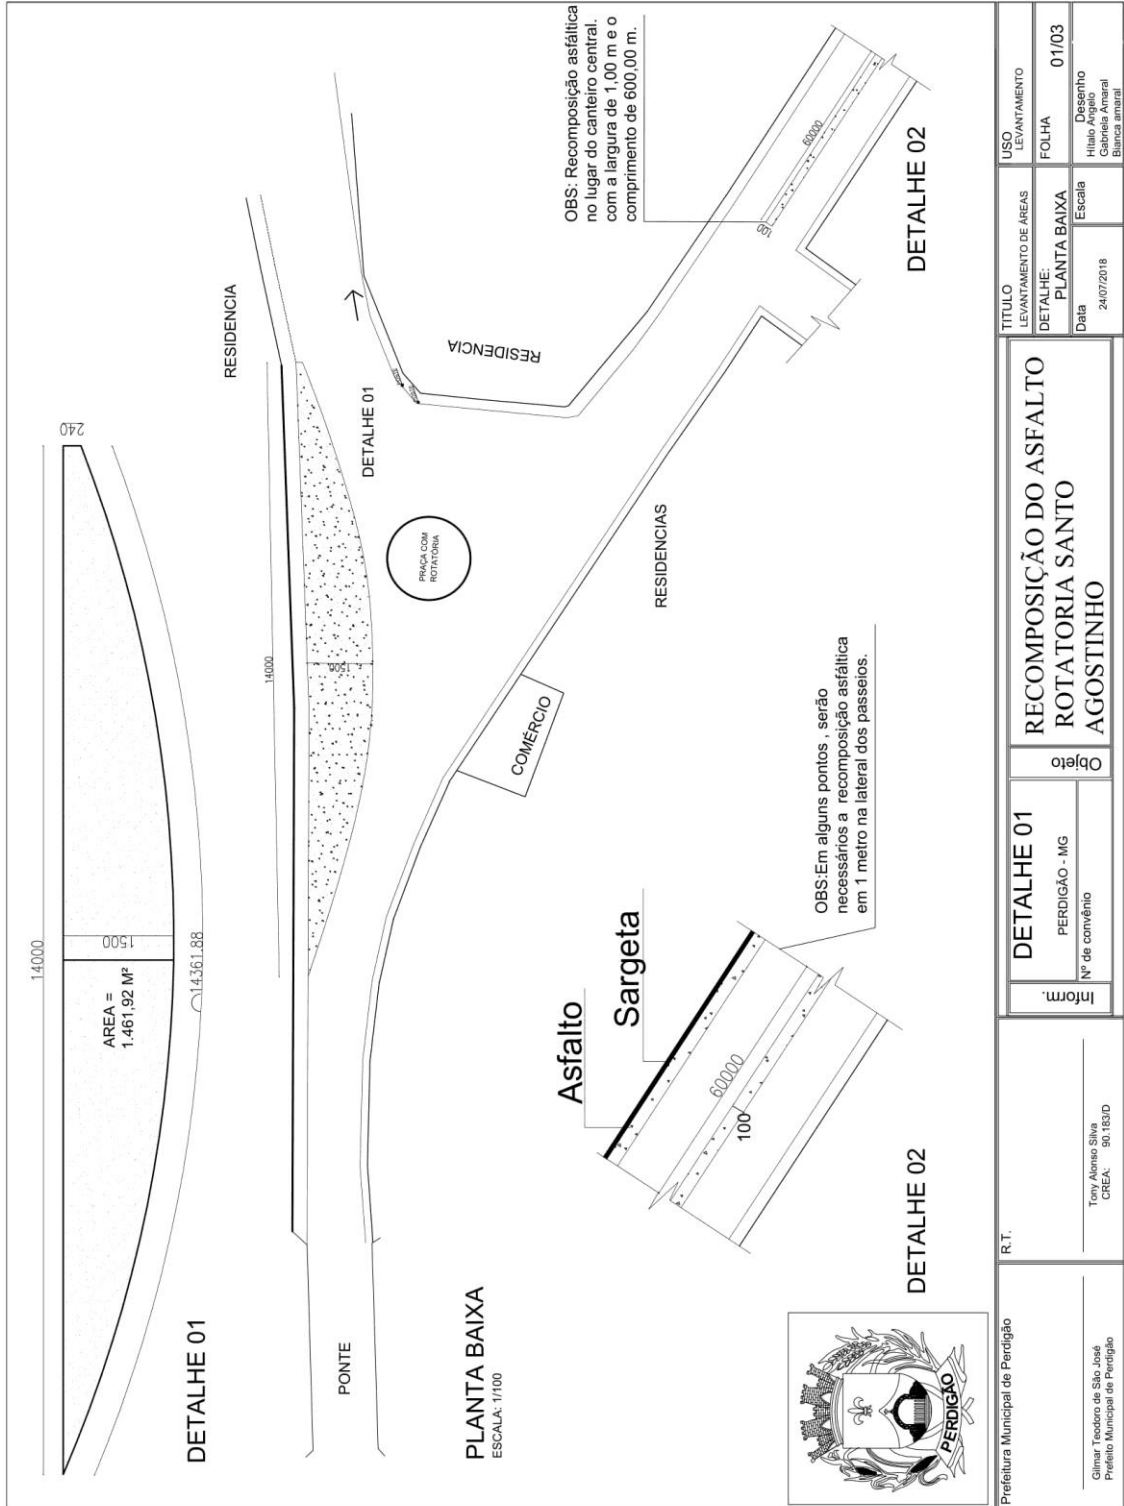 14000
240
1500
AREA =
1.461,92 M²
14361.88
DETALHE 01
RESIDENCIA
14000
1500
DETALHE 01
PRAÇA COM
ROTATÓRIA
RESIDENCIA
PONTE
COMÉRCIO
RESIDENCIAS
PLANTA BAIXA
ESCALA: 1/100
OBS: Recomposição asfáltica
no lugar do canteiro central.
com a largura de 1,00 m e o
comprimento de 600,00 m.
60000
100
DETALHE 02
Asfalto
Sargeta
60000
100
OBS:Em alguns pontos , serão
necessários a recomposição asfáltica
em 1 metro na lateral dos passeios.
DETALHE 02
PERDIGÃO
Prefeitura Municipal de Perdigão
Gilmar Teodoro de São José
Prefeito Municipal de Perdigão
R.T.
Tony Alonso Silva
CREA: 90.183/D
Inform.
DETALHE 01
PERDIGÃO - MG
Nº de convênio
Objeto
RECOMPOSIÇÃO DO ASFALTO
ROTATORIA SANTO
AGOSTINHO
TITULO
LEVANTAMENTO DE ÁREAS
USO
LEVANTAMENTO
DETALHE:
PLANTA BAIXA
FOLHA
01/03
Data
24/07/2018
Escala
Desenho
Hítalo Angelo
Gabriela Amaral
Bianca amaral